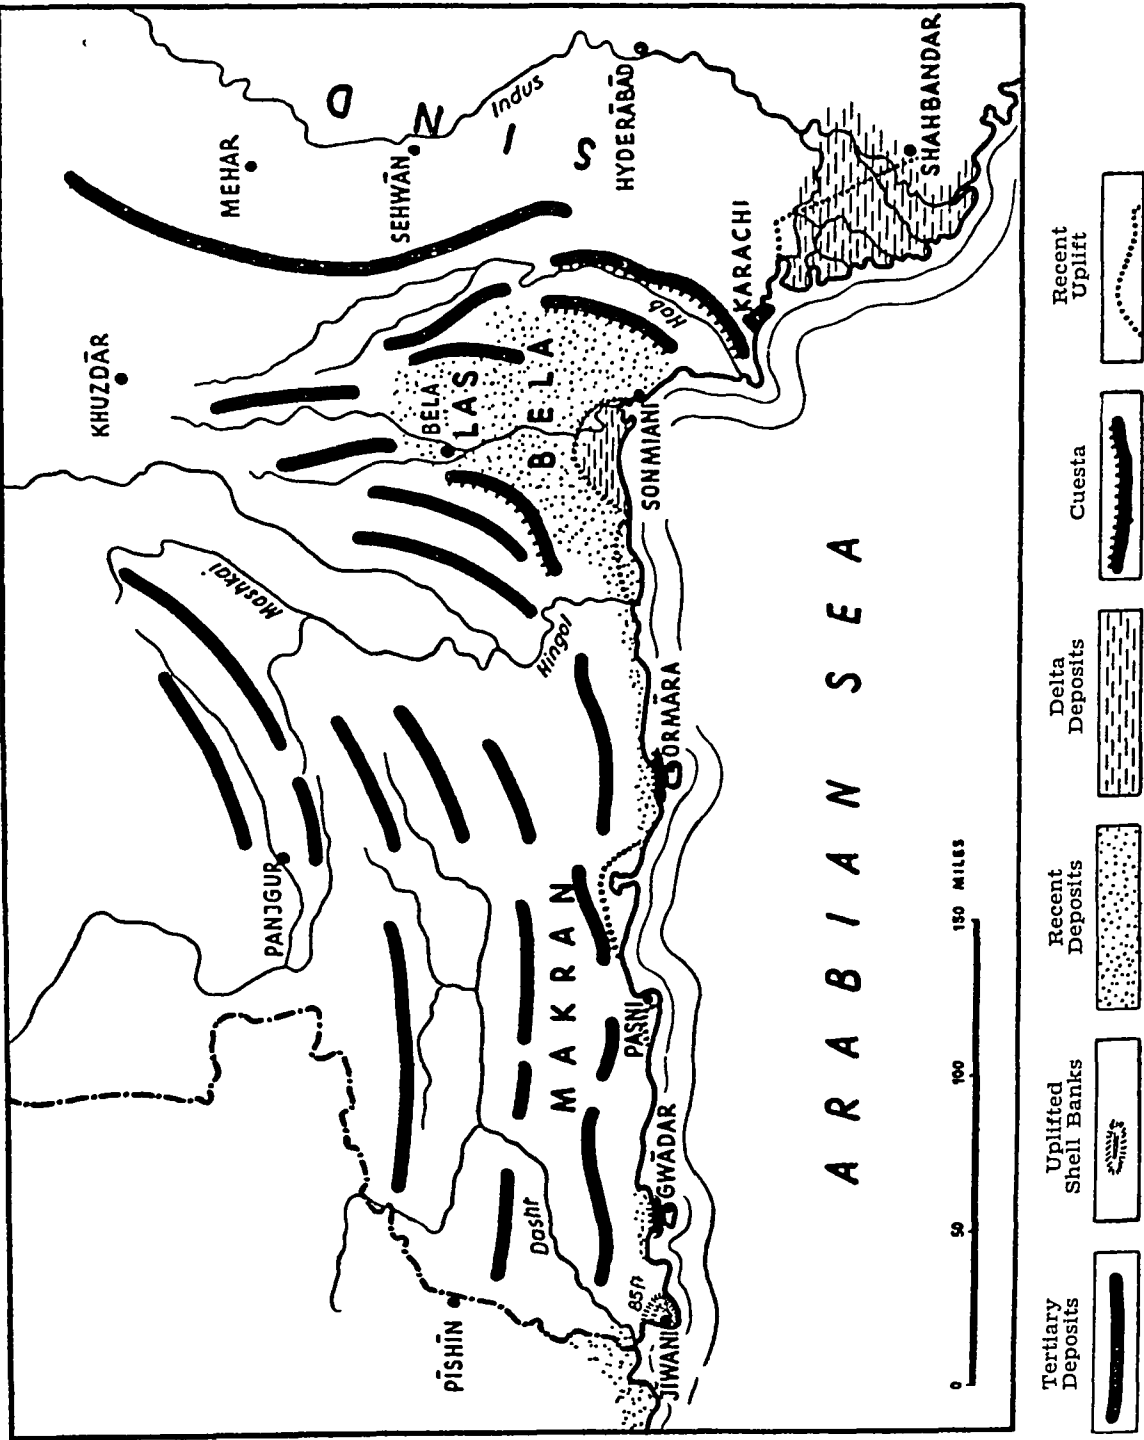 KHUZDĀR
MEHAR
SEHWĀN
S I N D
Indus
HYDERĀBĀD
SHAHBANDAR
KARACHI
Hab
BELA
LAS
BELA
SONMIANI
Mashkai
Hingol
ORMĀRA
PANJGUR
MAKRAN
PASNI
GWĀDAR
Dasht
PĪSHĪN
85ft
JĪWANI
ARABIAN SEA
0 50 100 150 MILES
Tertiary
Deposits
Uplifted
Shell Banks
Recent
Deposits
Delta
Deposits
Cuesta
Recent
Uplift